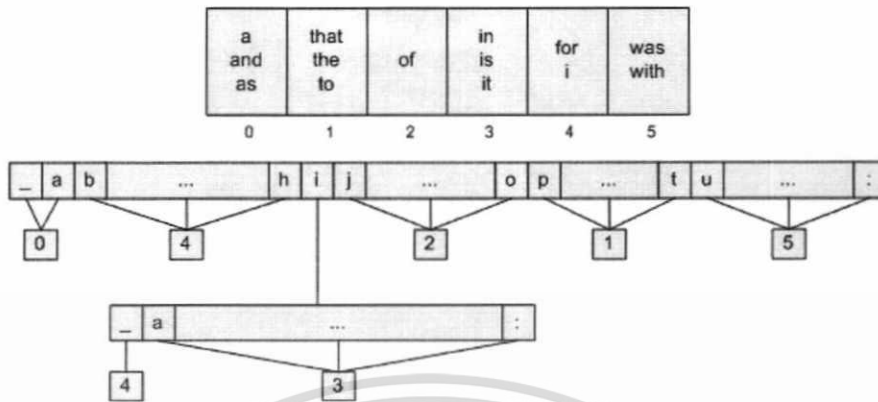 a that of in for was
and the is i with
as to it
0 1 2 3 4 5
_ a b ... h i j ... o p ... t u ... :
0 4 2 1 5
_ a ... :
4 3